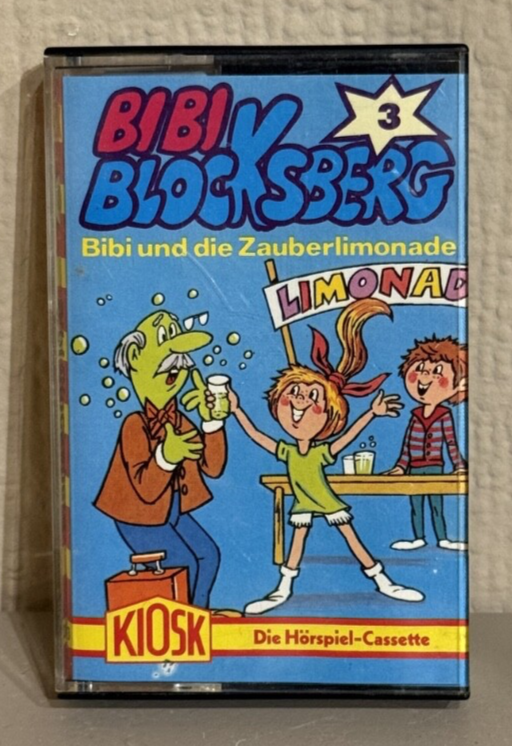 3
BIBI
BLOCKSBERG
Bibi und die Zauberlimonade
LIMONAD
KIOSK
Die Hörspiel-Cassette